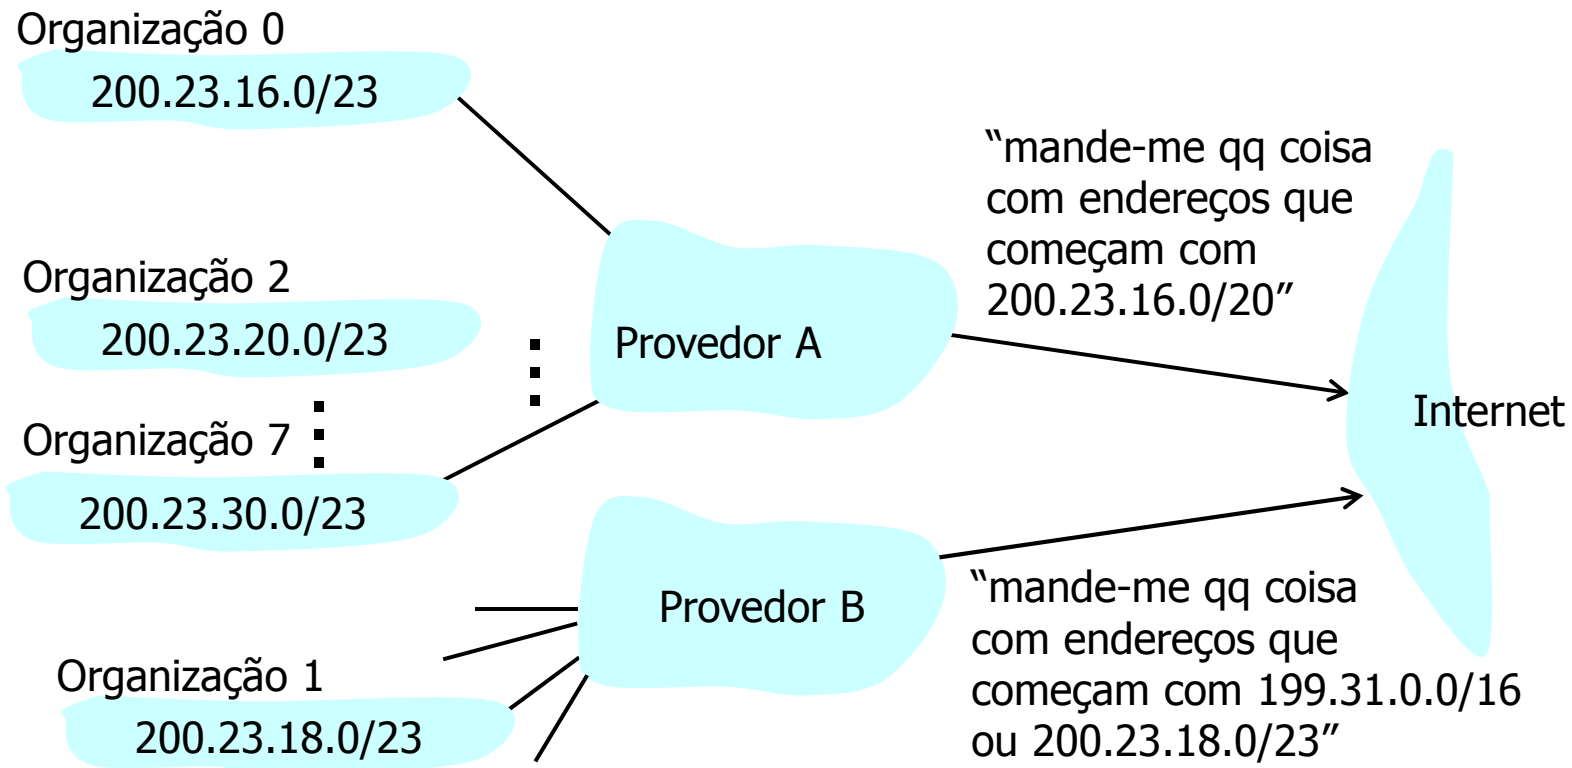 Organização 0
200.23.16.0/23
Organização 2
200.23.20.0/23
Organização 7
200.23.30.0/23
Organização 1
200.23.18.0/23
Provedor A
Provedor B
“mande-me qq coisa
com endereços que
começam com
200.23.16.0/20”
“mande-me qq coisa
com endereços que
começam com 199.31.0.0/16
ou 200.23.18.0/23”
Internet